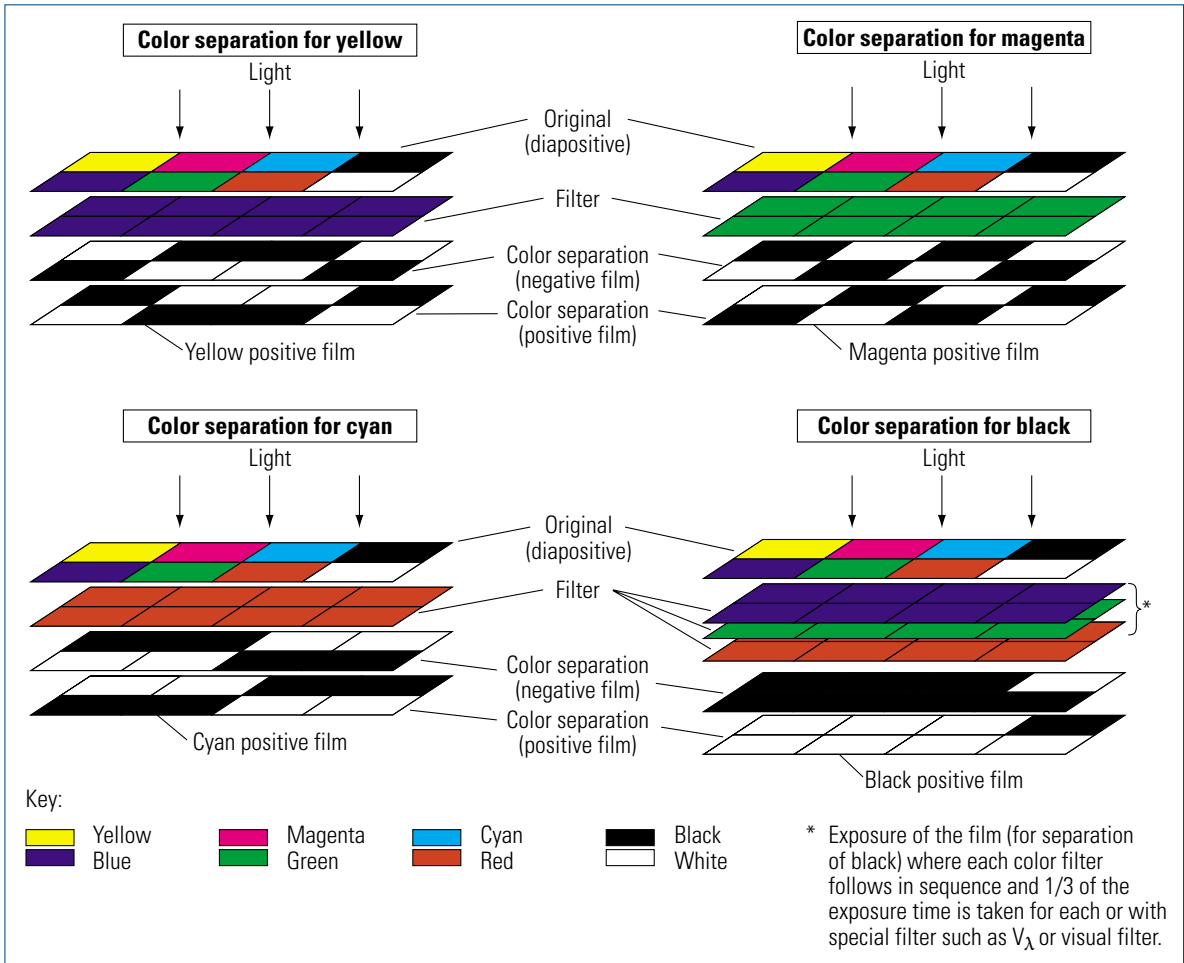 Color separation for yellow
Light
Color separation for magenta
Light
Original
(diapositive)
Filter
Color separation
(negative film)
Color separation
(positive film)
Yellow positive film
Magenta positive film
Color separation for cyan
Light
Color separation for black
Light
Original
(diapositive)
Filter
*
Color separation
(negative film)
Color separation
(positive film)
Cyan positive film
Black positive film
Key:
Yellow
Magenta
Cyan
Black
Blue
Green
Red
White
* Exposure of the film (for separation
of black) where each color filter
follows in sequence and 1/3 of the
exposure time is taken for each or with
special filter such as Vλ or visual filter.